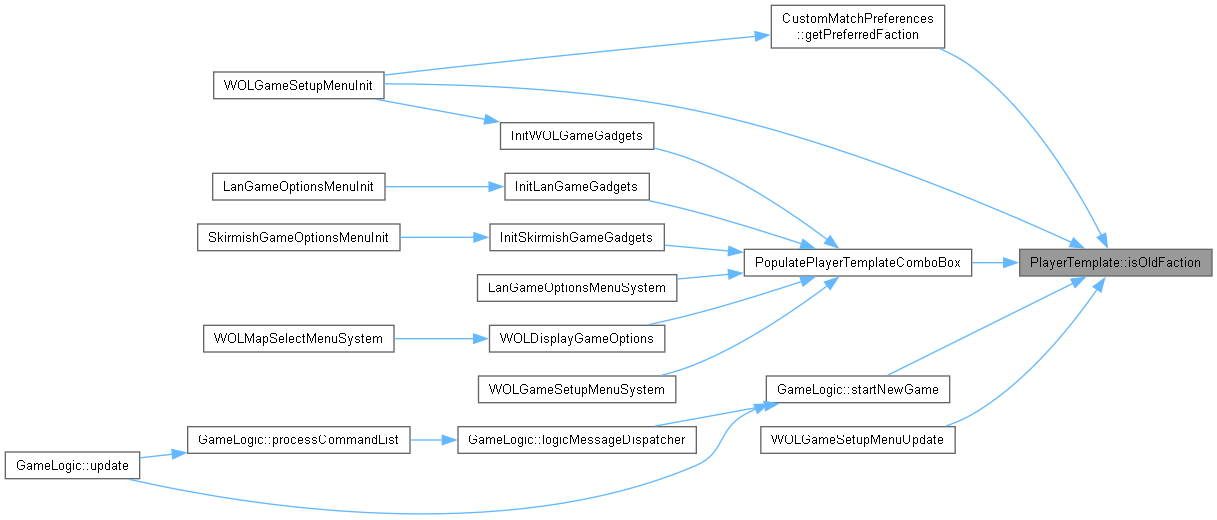 CustomMatchPreferences
::getPreferredFaction
WOLGameSetupMenuInit
InitWOLGameGadgets
LanGameOptionsMenuInit
InitLanGameGadgets
SkirmishGameOptionsMenuInit
InitSkirmishGameGadgets
PopulatePlayerTemplateComboBox
PlayerTemplate::isOldFaction
LanGameOptionsMenuSystem
WOLMapSelectMenuSystem
WOLDisplayGameOptions
WOLGameSetupMenuSystem
GameLogic::startNewGame
GameLogic::processCommandList
GameLogic::logicMessageDispatcher
WOLGameSetupMenuUpdate
GameLogic::update